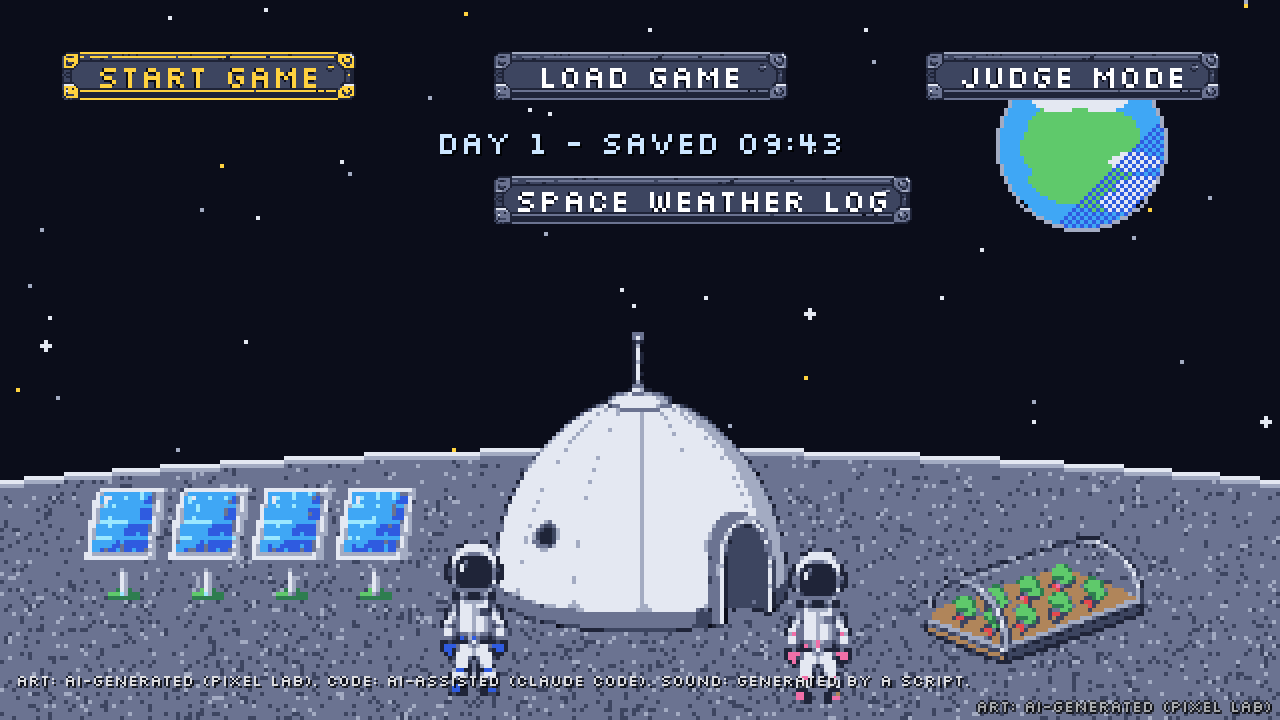 START GAME
LOAD GAME
JUDGE MODE
DAY 1 - SAVED 09:43
SPACE WEATHER LOG
ART: AI-GENERATED (PIXEL LAB). CODE: AI-ASSISTED (CLAUDE CODE). SOUND: GENERATED BY A SCRIPT.
ART: AI-GENERATED (PIXEL LAB)